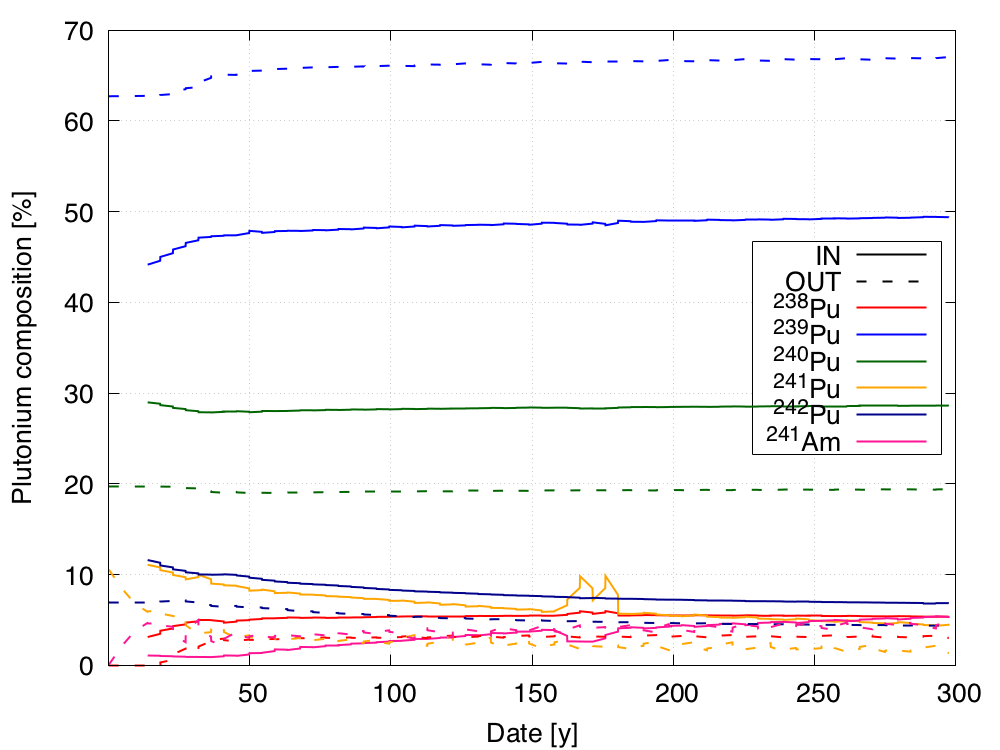 Plutonium composition [%]
70
60
50
40
30
20
10
0
IN
OUT
²³⁸Pu
²³⁹Pu
²⁴⁰Pu
²⁴¹Pu
²⁴²Pu
²⁴¹Am
50 100 150 200 250 300
Date [y]